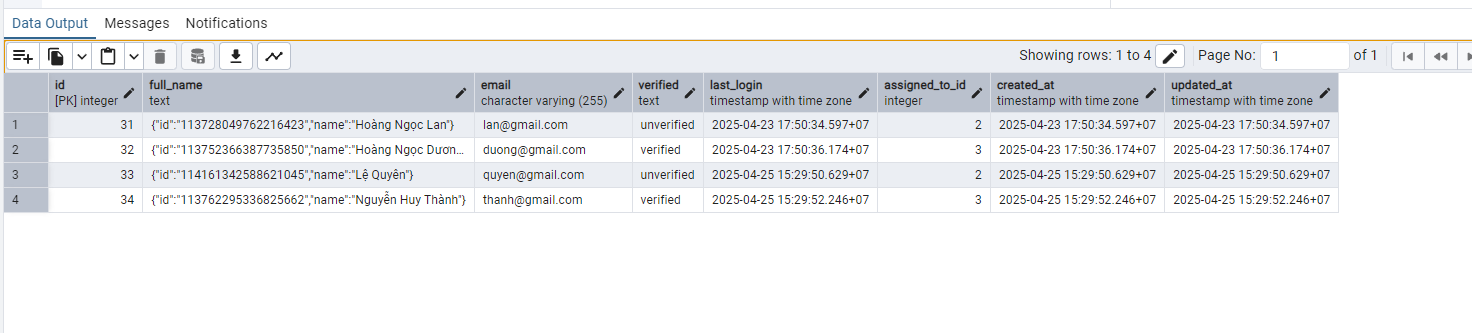 Data Output Messages Notifications
Showing rows: 1 to 4 Page No: 1 of 1
id full_name email verified last_login assigned_to_id created_at updated_at
[PK] integer text character varying (255) text timestamp with time zone integer timestamp with time zone timestamp with time zone
1 31 {"id":"113728049762216423","name":"Hoàng Ngọc Lan"} lan@gmail.com unverified 2025-04-23 17:50:34.597+07 2 2025-04-23 17:50:34.597+07 2025-04-23 17:50:34.597+07
2 32 {"id":"113752366387735850","name":"Hoàng Ngọc Dươn... duong@gmail.com verified 2025-04-23 17:50:36.174+07 3 2025-04-23 17:50:36.174+07 2025-04-23 17:50:36.174+07
3 33 {"id":"114161342588621045","name":"Lệ Quyên"} quyen@gmail.com unverified 2025-04-25 15:29:50.629+07 2 2025-04-25 15:29:50.629+07 2025-04-25 15:29:50.629+07
4 34 {"id":"113762295336825662","name":"Nguyễn Huy Thành"} thanh@gmail.com verified 2025-04-25 15:29:52.246+07 3 2025-04-25 15:29:52.246+07 2025-04-25 15:29:52.246+07